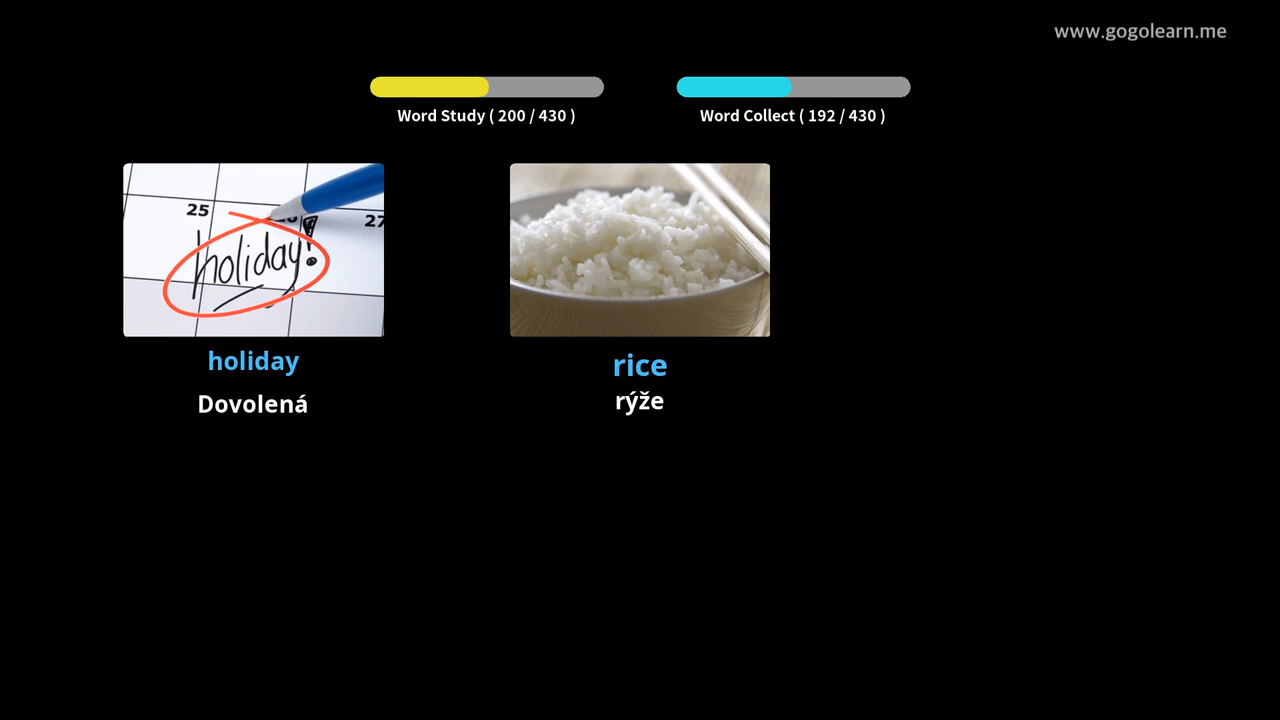 www.gogolearn.me
Word Study ( 200 / 430 )
Word Collect ( 192 / 430 )
25
27
holiday!
holiday
Dovolená
rice
rýže